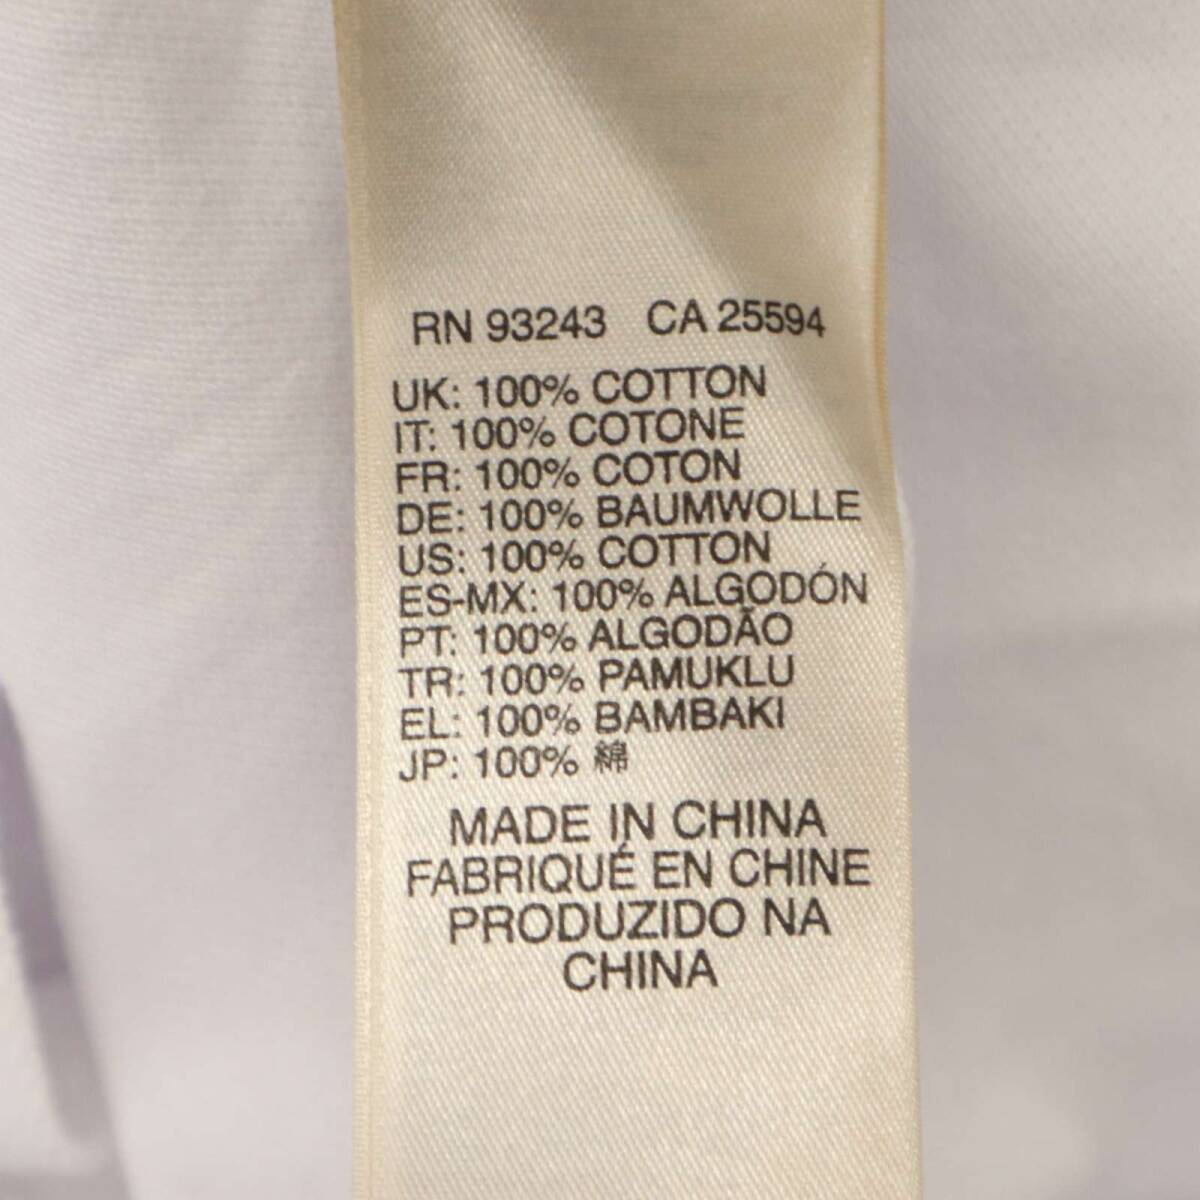 RN 93243 CA 25594
UK: 100% COTTON
IT: 100% COTONE
FR: 100% COTON
DE: 100% BAUMWOLLE
US: 100% COTTON
ES-MX: 100% ALGODÓN
PT: 100% ALGODÃO
TR: 100% PAMUKLU
EL: 100% BAMBAKI
JP: 100% 綿
MADE IN CHINA
FABRIQUÉ EN CHINE
PRODUZIDO NA
CHINA